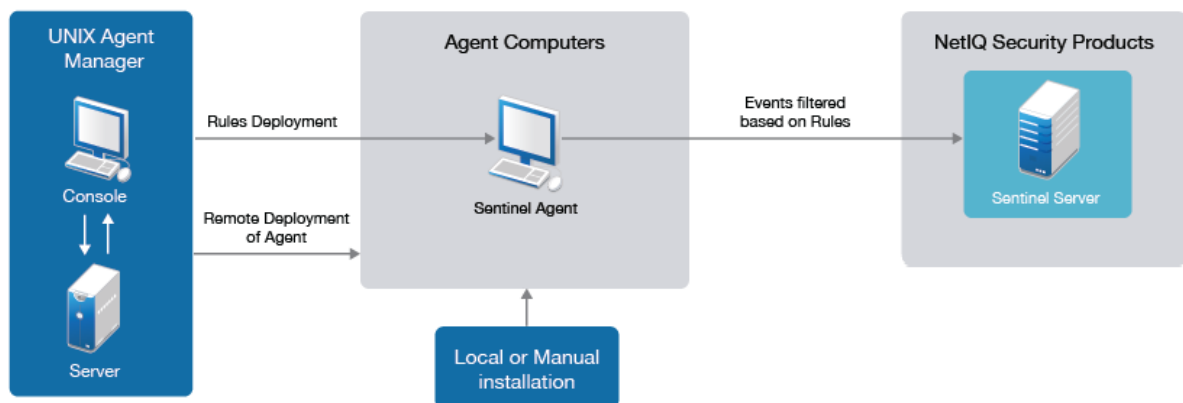 UNIX Agent
Manager
Console
Server
Rules Deployment
Remote Deployment
of Agent
Agent Computers
Sentinel Agent
Local or Manual
installation
Events filtered
based on Rules
NetIQ Security Products
Sentinel Server